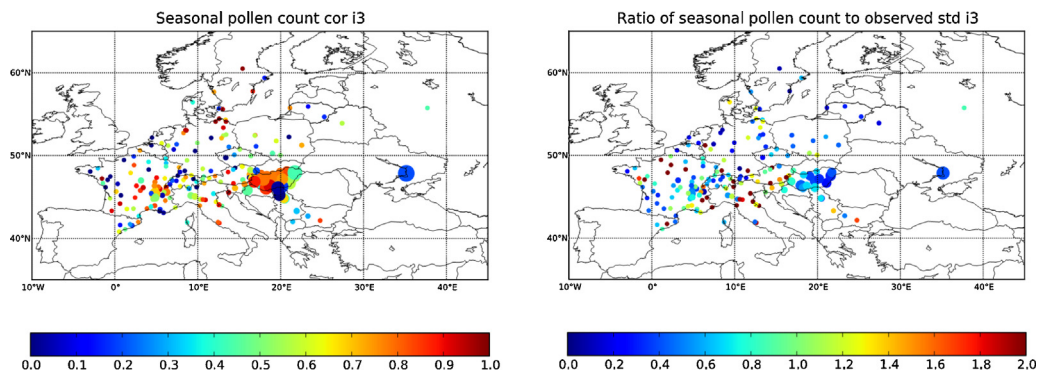 Seasonal pollen count cor i3
60°N
50°N
40°N
10°W 0° 10°E 20°E 30°E 40°E
0.0 0.1 0.2 0.3 0.4 0.5 0.6 0.7 0.8 0.9 1.0
Ratio of seasonal pollen count to observed std i3
60°N
50°N
40°N
10°W 0° 10°E 20°E 30°E 40°E
0.0 0.2 0.4 0.6 0.8 1.0 1.2 1.4 1.6 1.8 2.0